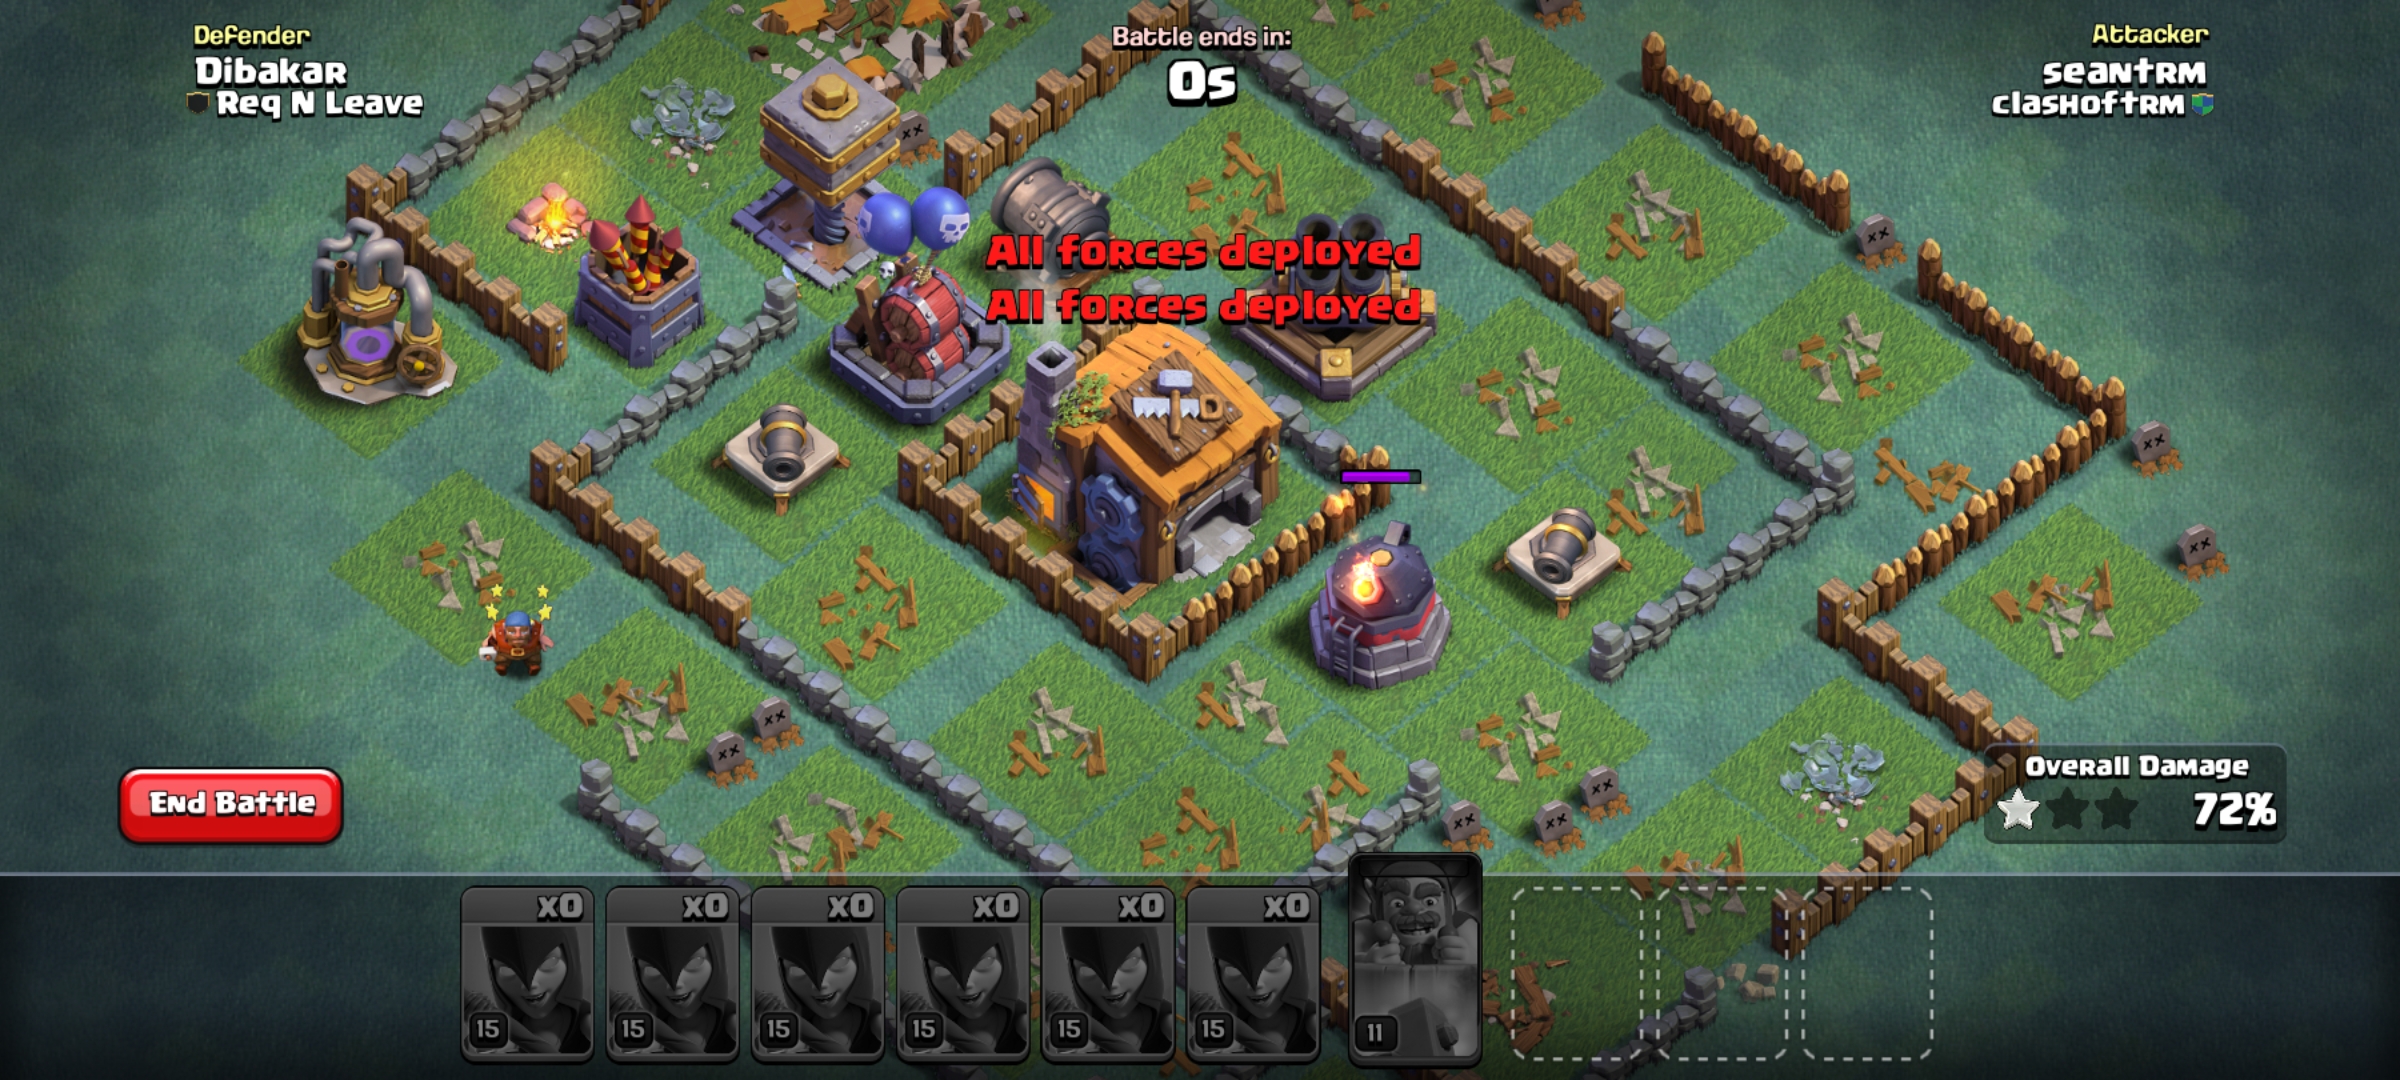 Defender
Dibakar
Req N Leave
Battle ends in:
0s
Attacker
seantRM
clashoftRM
All forces deployed
All forces deployed
End Battle
Overall Damage
72%
x0 x0 x0 x0 x0 x0
15 15 15 15 15 15 11